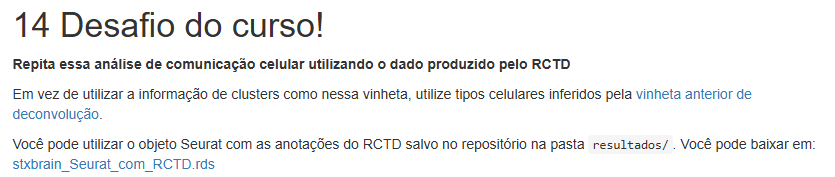 14 Desafio do curso!
Repita essa análise de comunicação celular utilizando o dado produzido pelo RCTD
Em vez de utilizar a informação de clusters como nessa vinheta, utilize tipos celulares inferidos pela vinheta anterior de
deconvolução.
Você pode utilizar o objeto Seurat com as anotações do RCTD salvo no repositório na pasta resultados/. Você pode baixar em:
stxbrain_Seurat_com_RCTD.rds